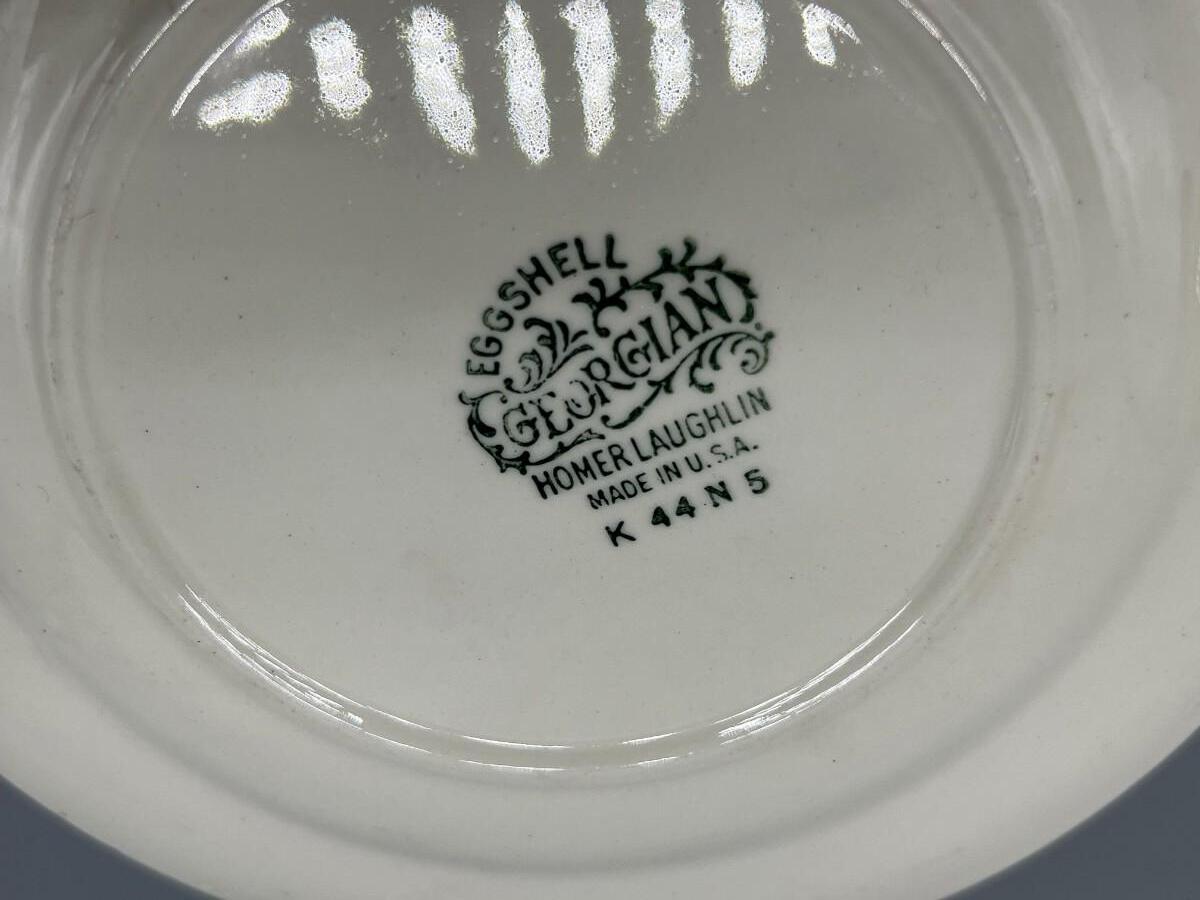 EGGSHELL
GEORGIAN
HOMER LAUGHLIN
MADE IN U.S.A.
K 44 N 5